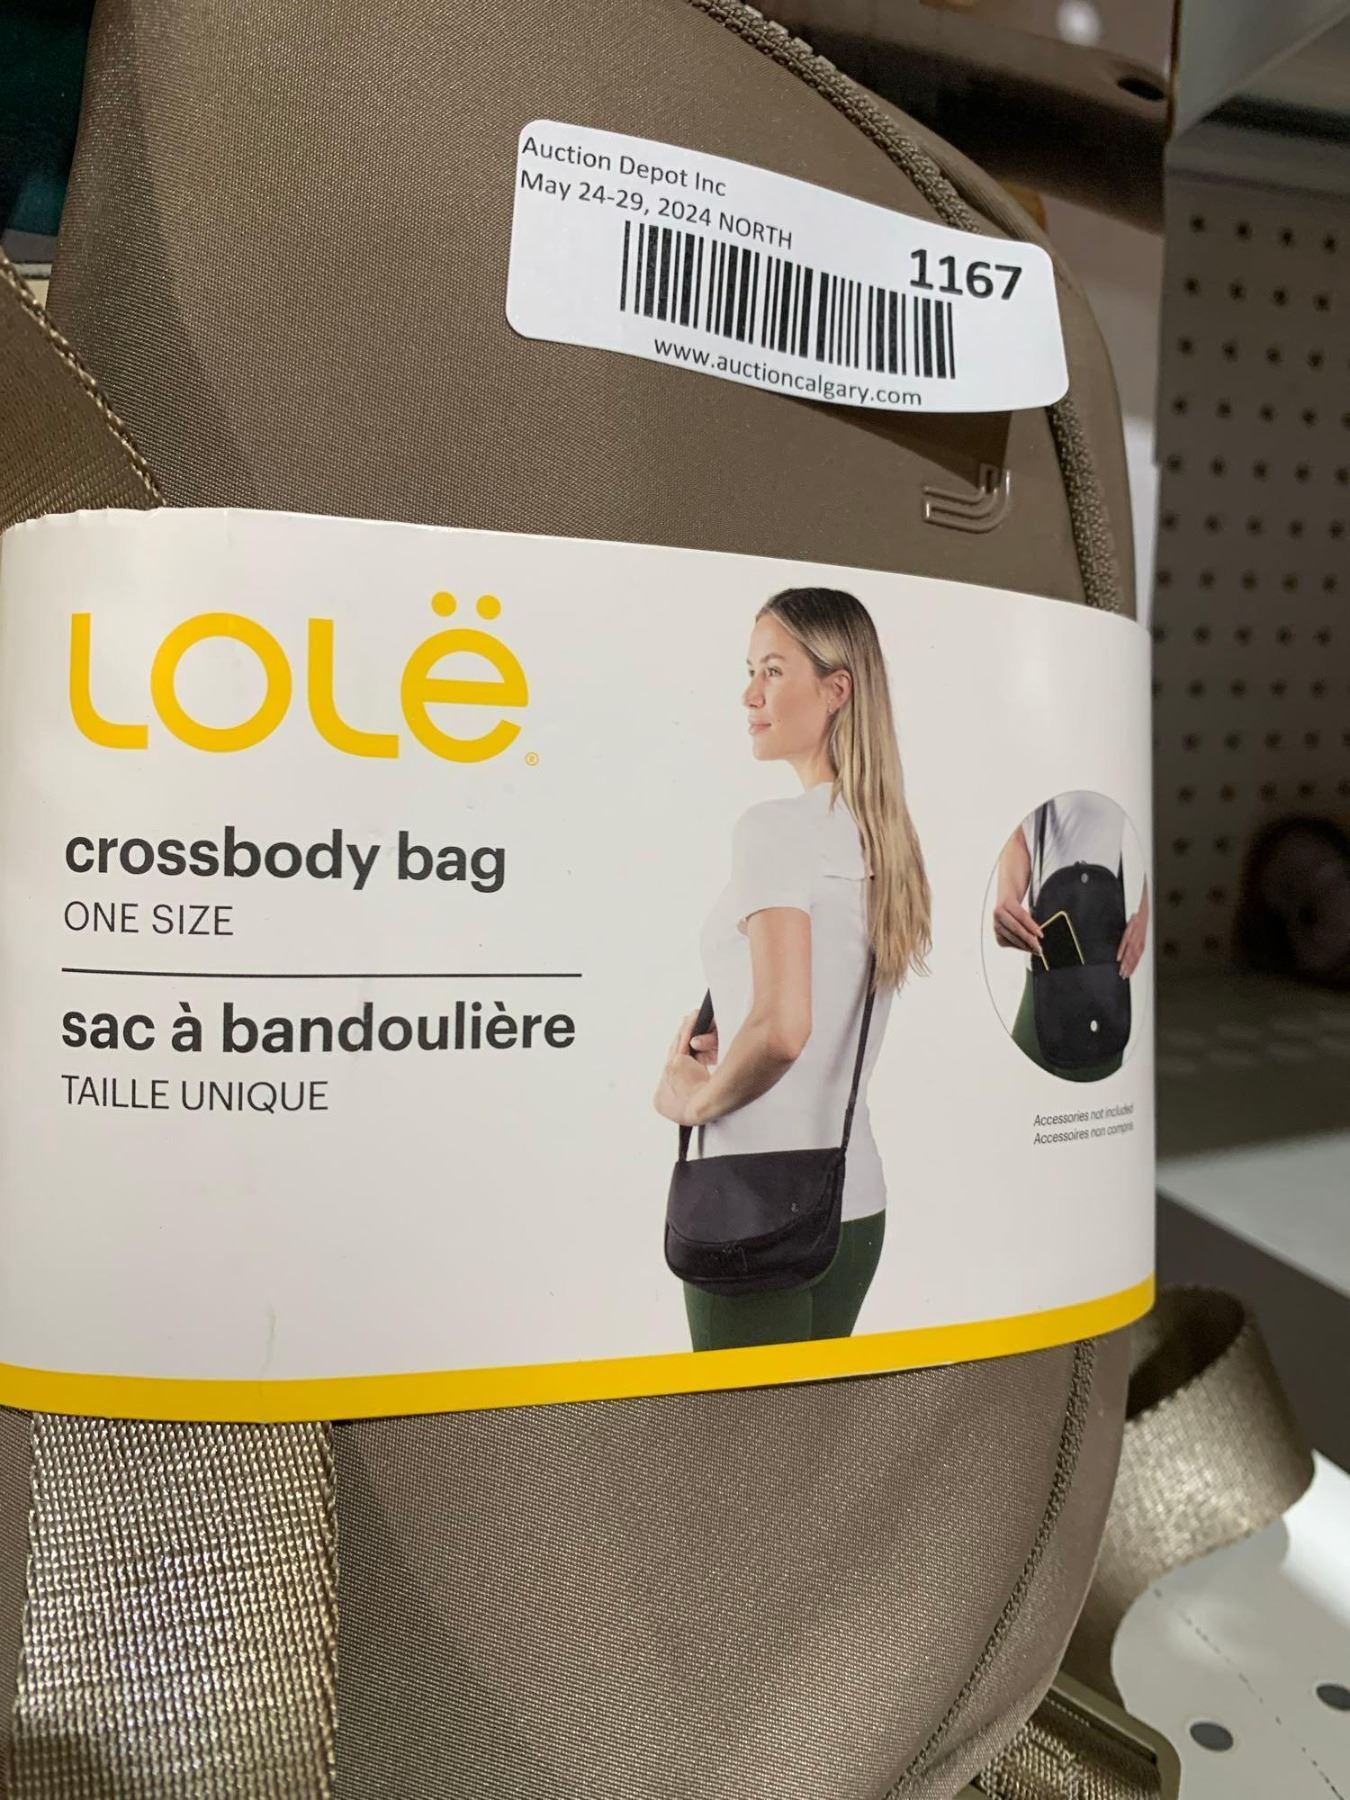 Auction Depot Inc
May 24-29, 2024 NORTH
1167
www.auctioncalgary.com
LOLË®
crossbody bag
ONE SIZE
sac à bandoulière
TAILLE UNIQUE
Accessories not included
Accessoires non compris